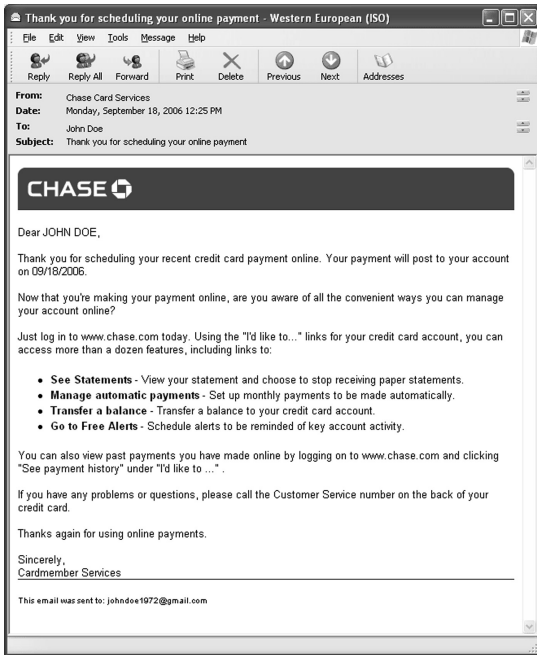 Thank you for scheduling your online payment - Western European (ISO)
File Edit View Tools Message Help
Reply Reply All Forward Print Delete Previous Next Addresses
From: Chase Card Services
Date: Monday, September 18, 2006 12:25 PM
To: John Doe
Subject: Thank you for scheduling your online payment
CHASE
Dear JOHN DOE,
Thank you for scheduling your recent credit card payment online. Your payment will post to your account
on 09/18/2006.
Now that you're making your payment online, are you aware of all the convenient ways you can manage
your account online?
Just log in to www.chase.com today. Using the "I'd like to..." links for your credit card account, you can
access more than a dozen features, including links to:
• See Statements - View your statement and choose to stop receiving paper statements.
• Manage automatic payments - Set up monthly payments to be made automatically.
• Transfer a balance - Transfer a balance to your credit card account.
• Go to Free Alerts - Schedule alerts to be reminded of key account activity.
You can also view past payments you have made online by logging on to www.chase.com and clicking
"See payment history" under "I'd like to ..." .
If you have any problems or questions, please call the Customer Service number on the back of your
credit card.
Thanks again for using online payments.
Sincerely,
Cardmember Services
This email was sent to: johndoe1972@gmail.com